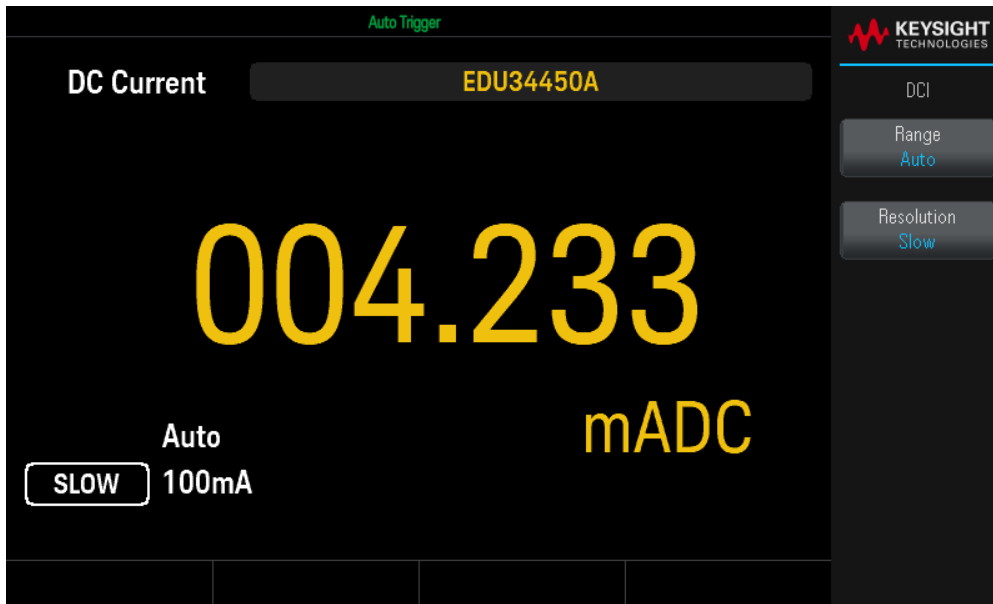 Auto Trigger
KEYSIGHT
TECHNOLOGIES
DC Current EDU34450A
DCI
Range
Auto
004.233
Resolution
Slow
mADC
Auto
SLOW 100mA